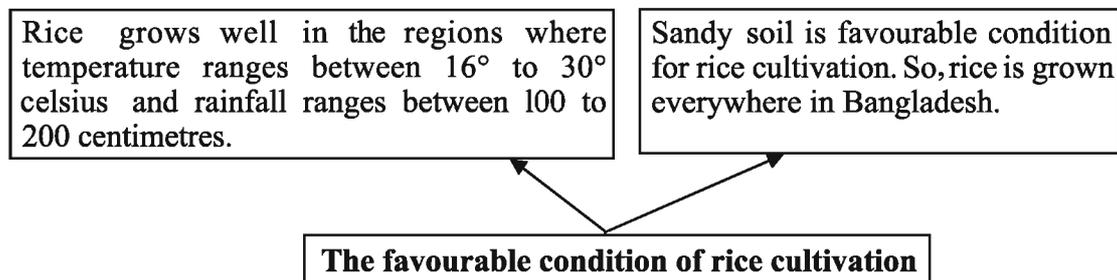 Rice grows well in the regions where
temperature ranges between 16° to 30°
celsius and rainfall ranges between 100 to
200 centimetres.
Sandy soil is favourable condition
for rice cultivation. So, rice is grown
everywhere in Bangladesh.
The favourable condition of rice cultivation